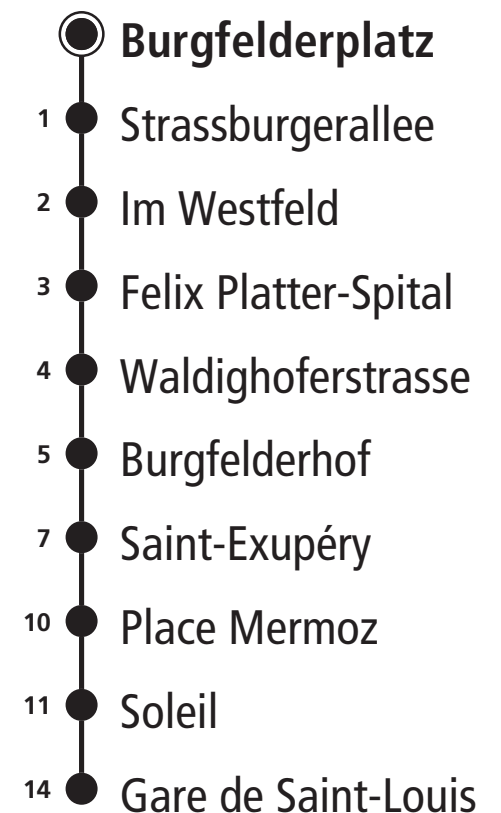 Burgfelderplatz
1 Strassburgerallee
2 Im Westfeld
3 Felix Platter-Spital
4 Waldighoferstrasse
5 Burgfelderhof
7 Saint-Exupéry
10 Place Mermoz
11 Soleil
14 Gare de Saint-Louis